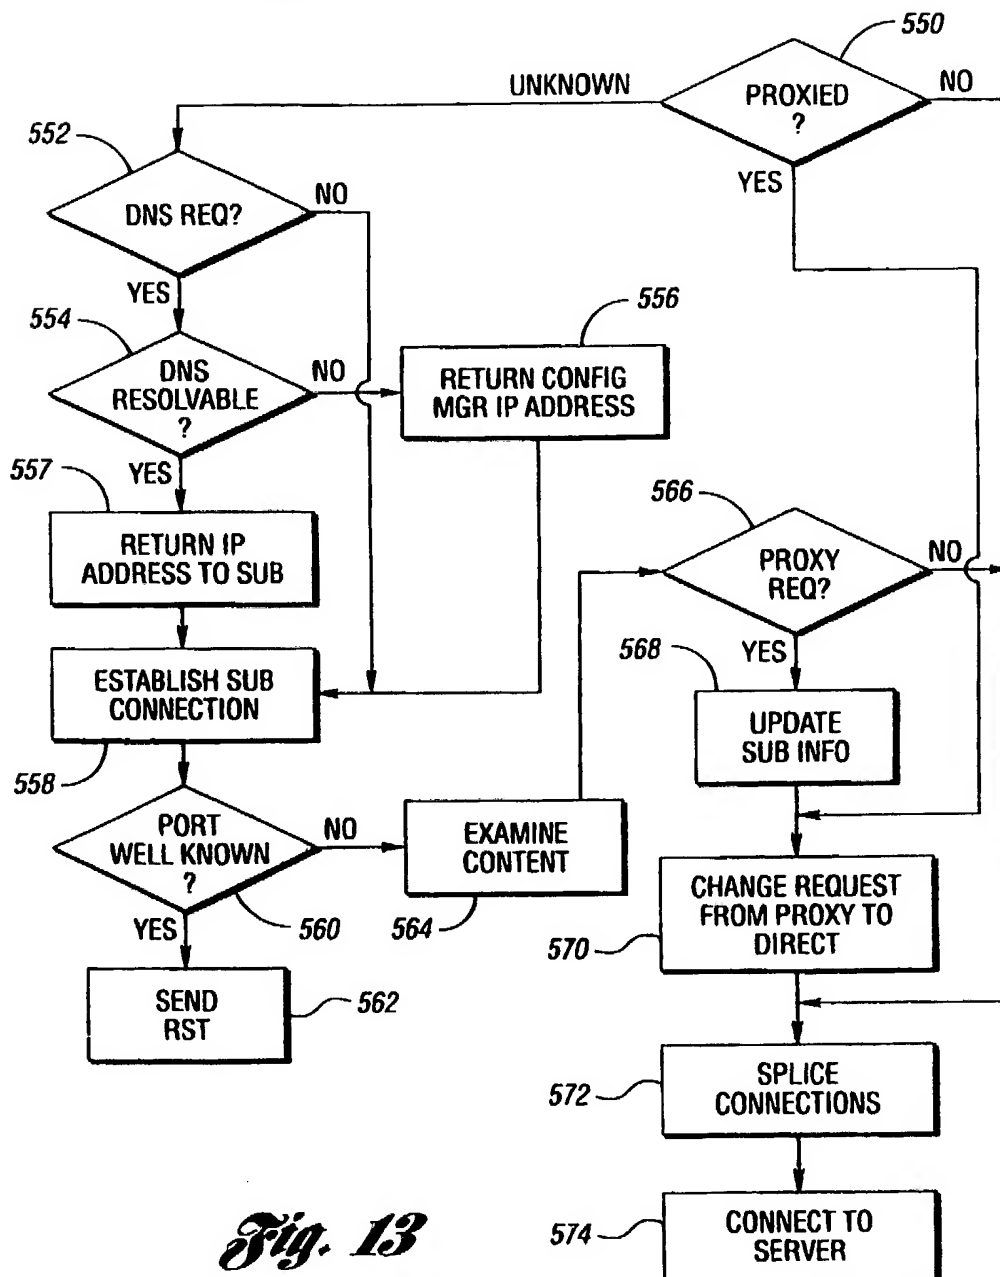 550
UNKNOWN
PROXIED
?
NO
YES
552
DNS REQ?
NO
YES
554
DNS
RESOLVABLE
?
NO
YES
556
RETURN CONFIG
MGR IP ADDRESS
557
RETURN IP
ADDRESS TO SUB
ESTABLISH SUB
CONNECTION
558
PORT
WELL KNOWN
?
NO
YES
560
SEND
RST
562
EXAMINE
CONTENT
564
566
PROXY
REQ?
NO
YES
568
UPDATE
SUB INFO
CHANGE REQUEST
FROM PROXY TO
DIRECT
570
SPLICE
CONNECTIONS
572
CONNECT TO
SERVER
574
Fig. 13